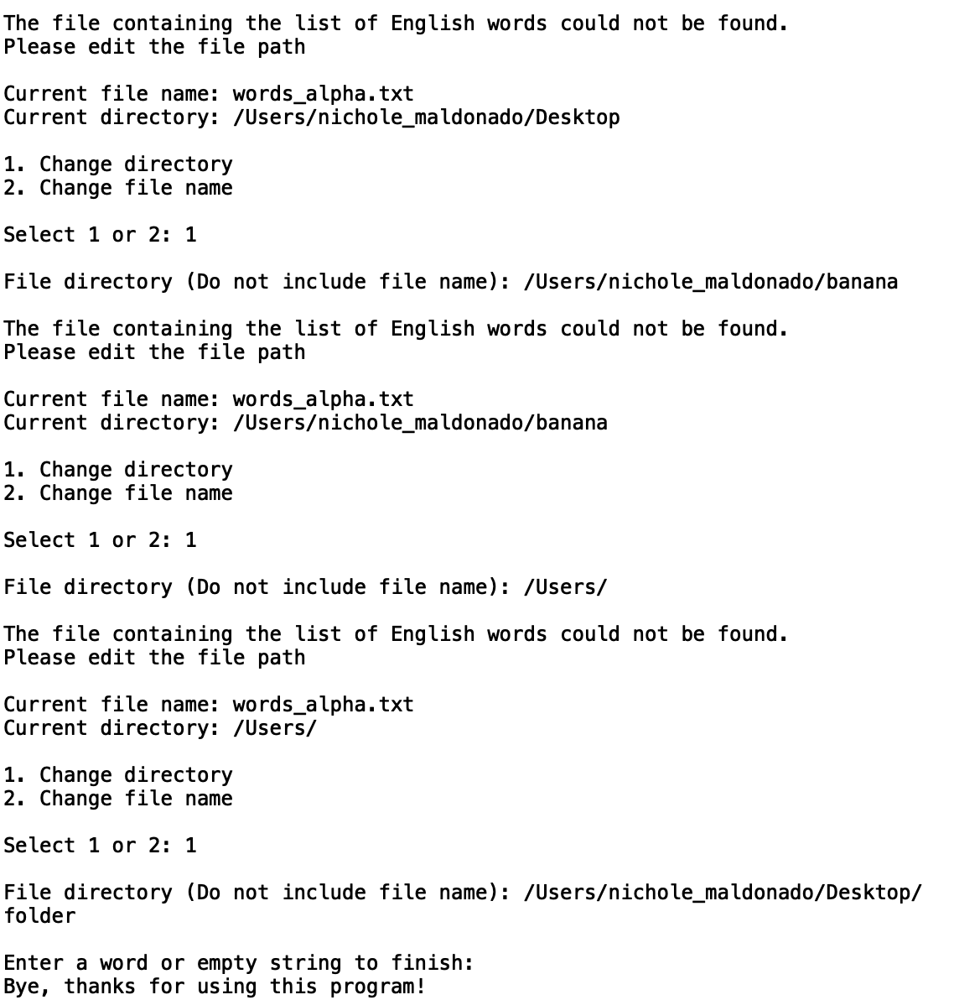 The file containing the list of English words could not be found.
Please edit the file path
Current file name: words_alpha.txt
Current directory: /Users/nichole_maldonado/Desktop
1. Change directory
2. Change file name
Select 1 or 2: 1
File directory (Do not include file name): /Users/nichole_maldonado/banana
The file containing the list of English words could not be found.
Please edit the file path
Current file name: words_alpha.txt
Current directory: /Users/nichole_maldonado/banana
1. Change directory
2. Change file name
Select 1 or 2: 1
File directory (Do not include file name): /Users/
The file containing the list of English words could not be found.
Please edit the file path
Current file name: words_alpha.txt
Current directory: /Users/
1. Change directory
2. Change file name
Select 1 or 2: 1
File directory (Do not include file name): /Users/nichole_maldonado/Desktop/
folder
Enter a word or empty string to finish:
Bye, thanks for using this program!